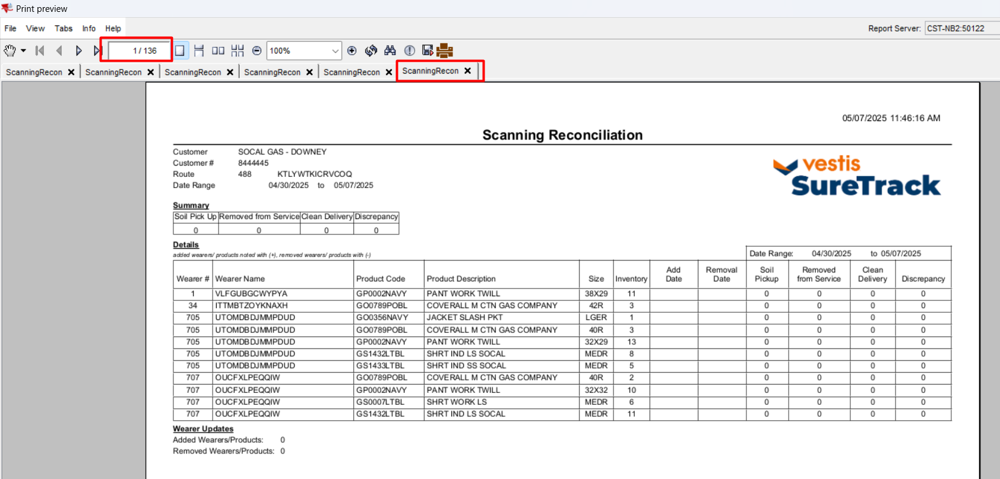 Print preview
File View Tabs Info Help Report Server: CST-NB2:50122
1 / 136 100%
ScanningRecon ScanningRecon ScanningRecon ScanningRecon ScanningRecon ScanningRecon
05/07/2025 11:46:16 AM
Scanning Reconciliation
Customer SOCAL GAS - DOWNEY
Customer # 8444445
Route 488 KTLYWTKICRVCOQ
Date Range 04/30/2025 to 05/07/2025
vestis
SureTrack
Summary
Soil Pick Up Removed from Service Clean Delivery Discrepancy
0 0 0 0
Details
added wearers/ products noted with (+), removed wearers/ products with (-)
Date Range: 04/30/2025 to 05/07/2025
Wearer # Wearer Name Product Code Product Description Size Inventory Add Date Removal Date Soil Pickup Removed from Service Clean Delivery Discrepancy
1 VLFGUBGCWYPYA GP0002NAVY PANT WORK TWILL 38X29 11 0 0 0 0
34 ITTMBTZOYKNAXH GO0789POBL COVERALL M CTN GAS COMPANY 42R 3 0 0 0 0
705 UTOMDBDJMMPDUD GO0356NAVY JACKET SLASH PKT LGER 1 0 0 0 0
705 UTOMDBDJMMPDUD GO0789POBL COVERALL M CTN GAS COMPANY 40R 3 0 0 0 0
705 UTOMDBDJMMPDUD GP0002NAVY PANT WORK TWILL 32X29 13 0 0 0 0
705 UTOMDBDJMMPDUD GS1432LTBL SHRT IND LS SOCAL MEDR 8 0 0 0 0
705 UTOMDBDJMMPDUD GS1433LTBL SHRT IND SS SOCAL MEDR 5 0 0 0 0
707 OUCFXLPEQQIW GO0789POBL COVERALL M CTN GAS COMPANY 40R 2 0 0 0 0
707 OUCFXLPEQQIW GP0002NAVY PANT WORK TWILL 32X32 10 0 0 0 0
707 OUCFXLPEQQIW GS0007LTBL SHRT WORK LS MEDR 6 0 0 0 0
707 OUCFXLPEQQIW GS1432LTBL SHRT IND LS SOCAL MEDR 11 0 0 0 0
Wearer Updates
Added Wearers/Products: 0
Removed Wearers/Products: 0